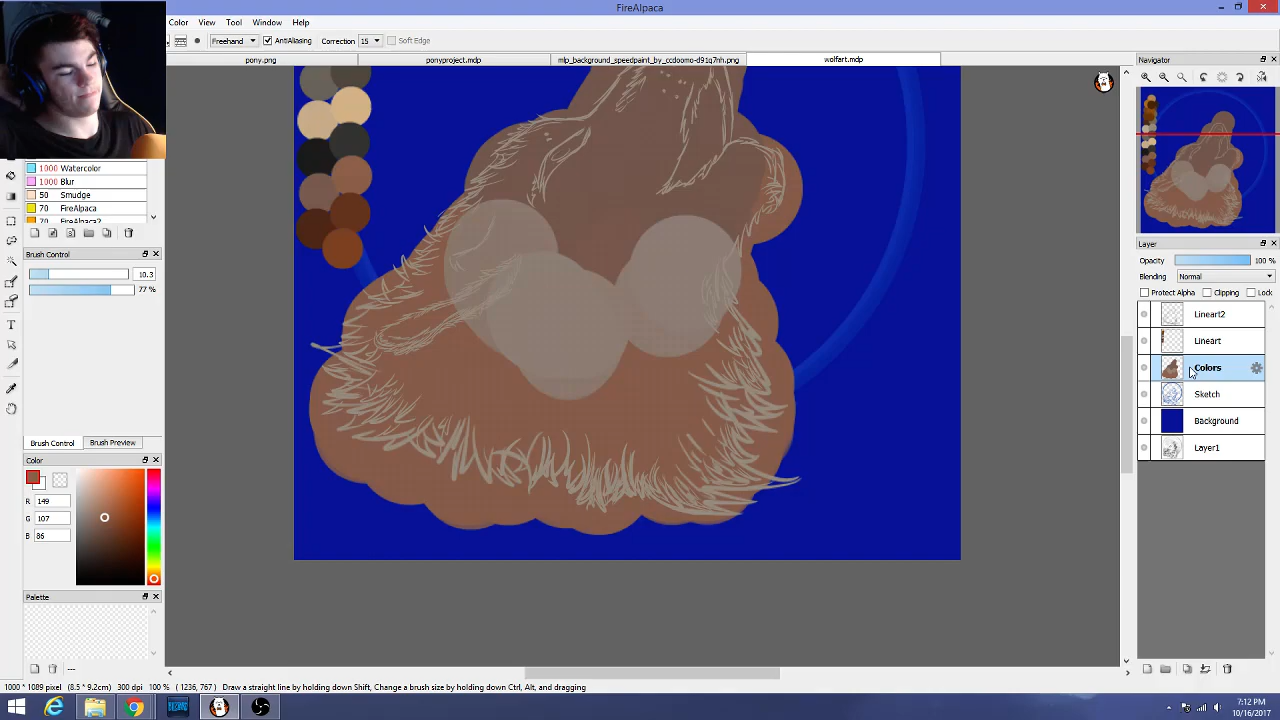 FireAlpaca
Color View Tool Window Help
Freehand AntiAliasing Correction 15 Soft Edge
pony.png ponyproject.mdp mlp_background_speedpaint_by_ccdoomo-d91q7nh.png wolfart.mdp
Navigator
1000 Watercolor
1000 Blur
50 Smudge
70 FireAlpaca
70 FireAlpaca2
Brush Control
10.3
77 %
Brush Control Brush Preview
Color
R 149
G 107
B 86
Palette
---
Layer
Opacity 100 %
Blending Normal
Protect Alpha Clipping Lock
Lineart2
Lineart
Colors
Sketch
Background
Layer1
1000 * 1089 pixel (8.5 * 9.2cm) 300 dpi 100 % ( 1236, 767 ) Draw a straight line by holding down Shift, Change a brush size by holding down Ctrl, Alt, and dragging
7:12 PM
10/16/2017